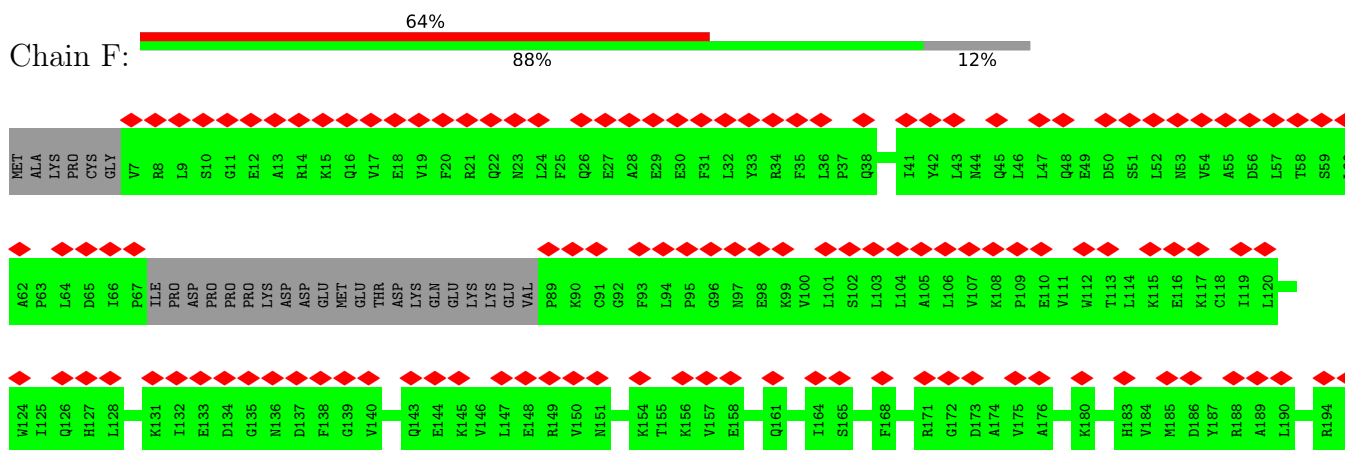 64%
Chain F:
88% 12%
MET ALA LYS PRO CYS GLY V7 R8 L9 S10 G11 E12 A13 R14 K15 Q16 V17 E18 V19 F20 R21 Q22 N23 L24 F25 Q26 E27 A28 E29 E30 F31 L32 Y33 R34 F35 L36 P37 Q38 I41 Y42 L43 N44 Q45 L46 L47 Q48 E49 D50 S51 L52 N53 V54 A55 D56 L57 T58 S59
A62 P63 L64 D65 I66 P67 ILE PRO ASP PRO PRO PRO LYS ASP ASP GLU MET GLU THR ASP LYS GLN GLU LYS LYS GLU VAL P89 K90 C91 G92 F93 L94 P95 G96 N97 E98 K99 V100 L101 S102 L103 L104 A105 L106 V107 K108 P109 E110 V111 W112 T113 L114 K115 E116 K117 C118 I119 L120
W124 I125 Q126 H127 L128 K131 I132 E133 D134 G135 N136 D137 F138 G139 V140 Q143 E144 K145 V146 L147 E148 R149 V150 N151 K154 T155 K156 V157 E158 Q161 I164 S165 F168 R171 G172 D173 A174 V175 A176 K180 H183 V184 M185 D186 Y187 R188 A189 L190 R194